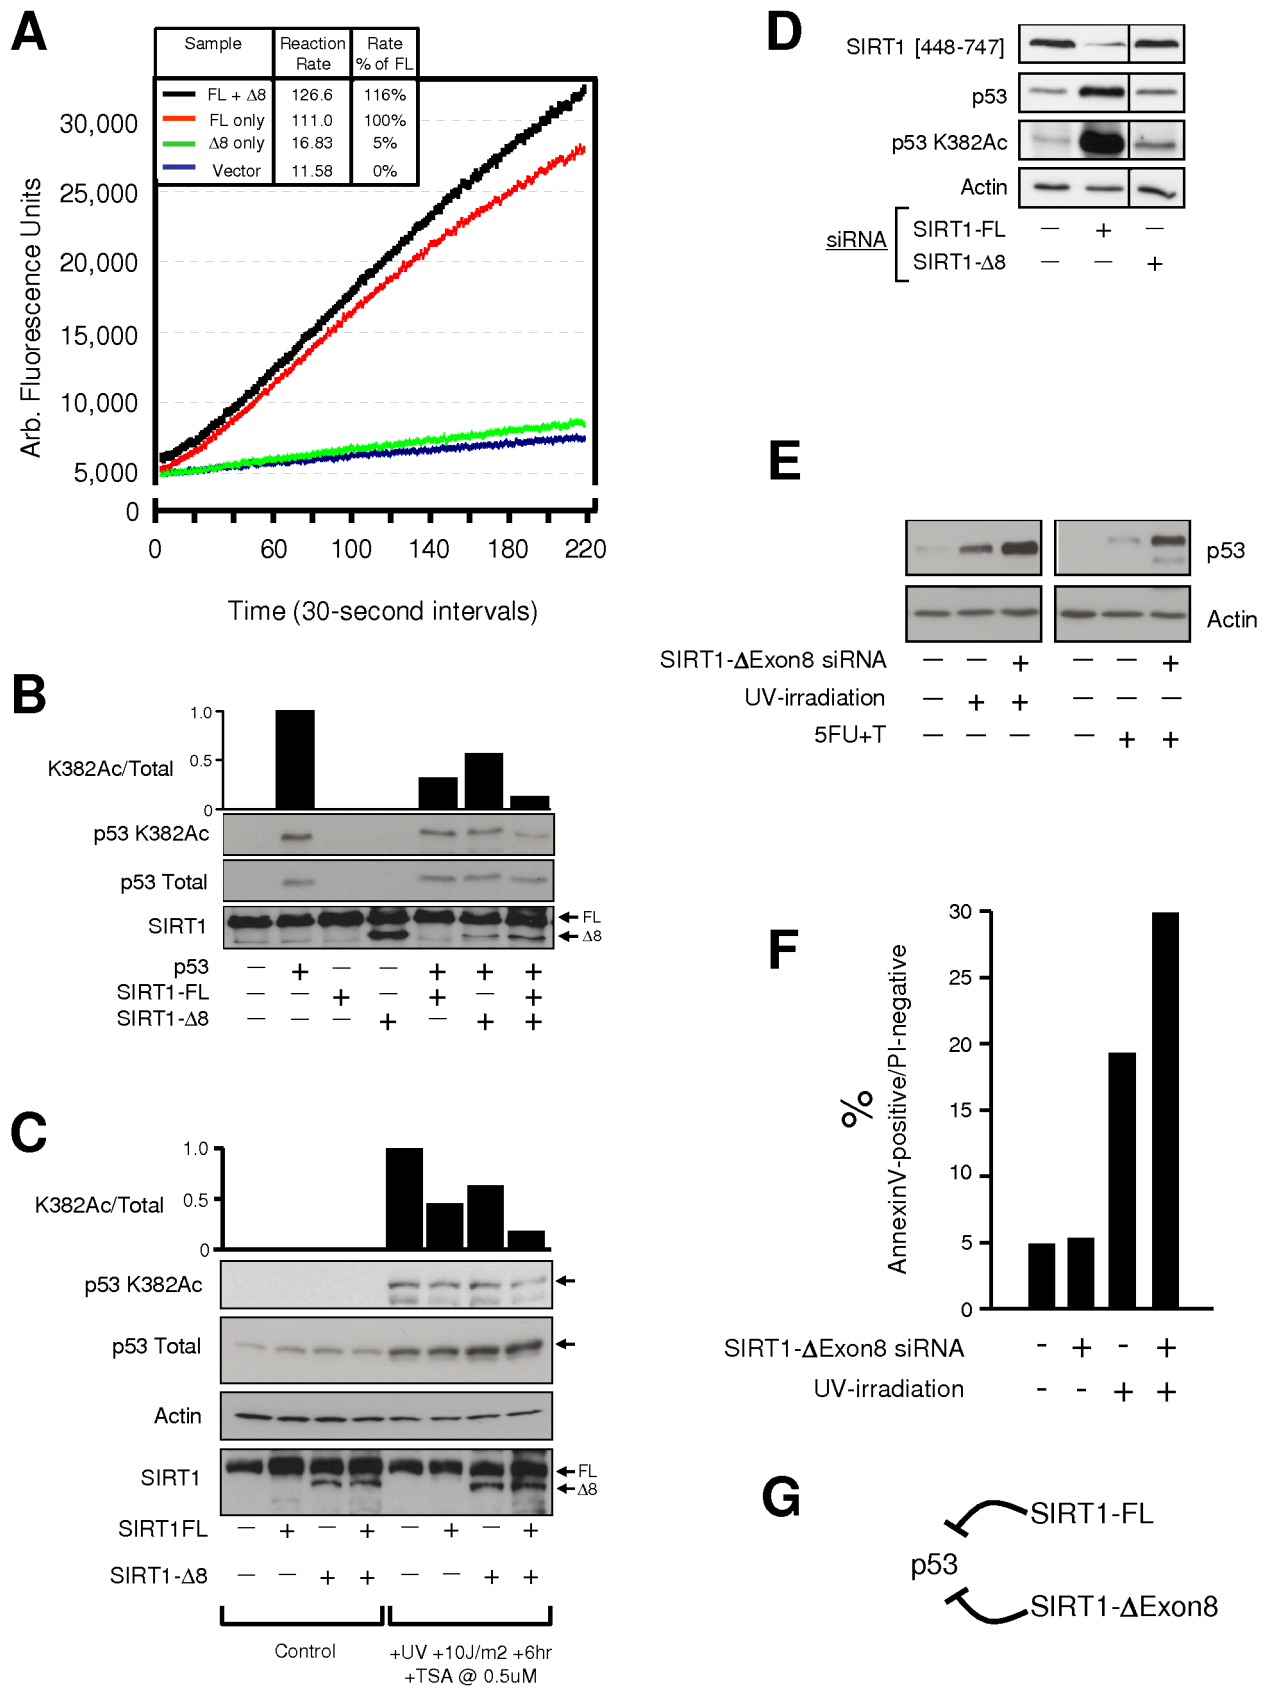 A
Sample Reaction Rate Rate % of FL
FL + Δ8 126.6 116%
FL only 111.0 100%
Δ8 only 16.83 5%
Vector 11.58 0%
Arb. Fluorescence Units
30,000
25,000
20,000
15,000
10,000
5,000
0
0 60 100 140 180 220
Time (30-second intervals)
B
1.0
0.5
0
K382Ac/Total
p53 K382Ac
p53 Total
SIRT1
FL
Δ8
p53 – + – – + + +
SIRT1-FL – – + – + – +
SIRT1-Δ8 – – – + – + +
C
1.0
0.5
0
K382Ac/Total
p53 K382Ac
p53 Total
Actin
SIRT1
FL
Δ8
SIRT1FL – + – + – + – +
SIRT1-Δ8 – – + + – – + +
Control
+UV +10J/m2 +6hr
+TSA @ 0.5uM
D
SIRT1 [448-747]
p53
p53 K382Ac
Actin
siRNA
SIRT1-FL – + –
SIRT1-Δ8 – – +
E
p53
Actin
SIRT1-ΔExon8 siRNA – – + – – +
UV-irradiation – + + – – –
5FU+T – – – – + +
F
%
AnnexinV-positive/PI-negative
30
25
20
15
10
5
0
SIRT1-ΔExon8 siRNA - + - +
UV-irradiation - - + +
G
SIRT1-FL
p53
SIRT1-ΔExon8